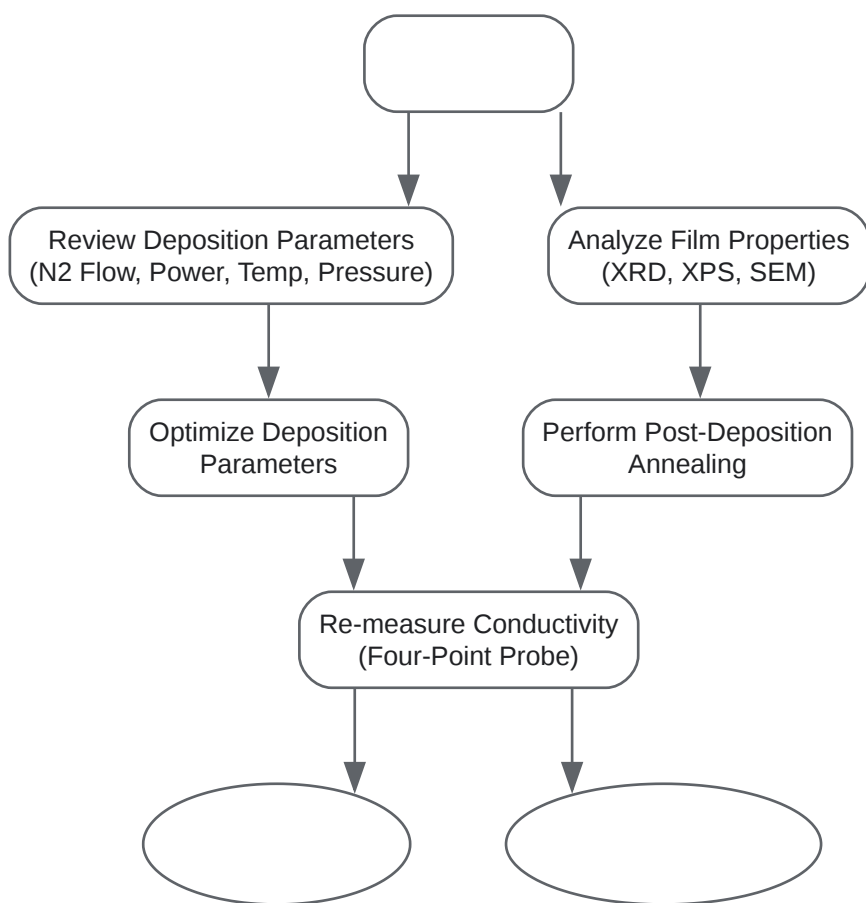 Review Deposition Parameters
(N2 Flow, Power, Temp, Pressure)
Analyze Film Properties
(XRD, XPS, SEM)
Optimize Deposition
Parameters
Perform Post-Deposition
Annealing
Re-measure Conductivity
(Four-Point Probe)